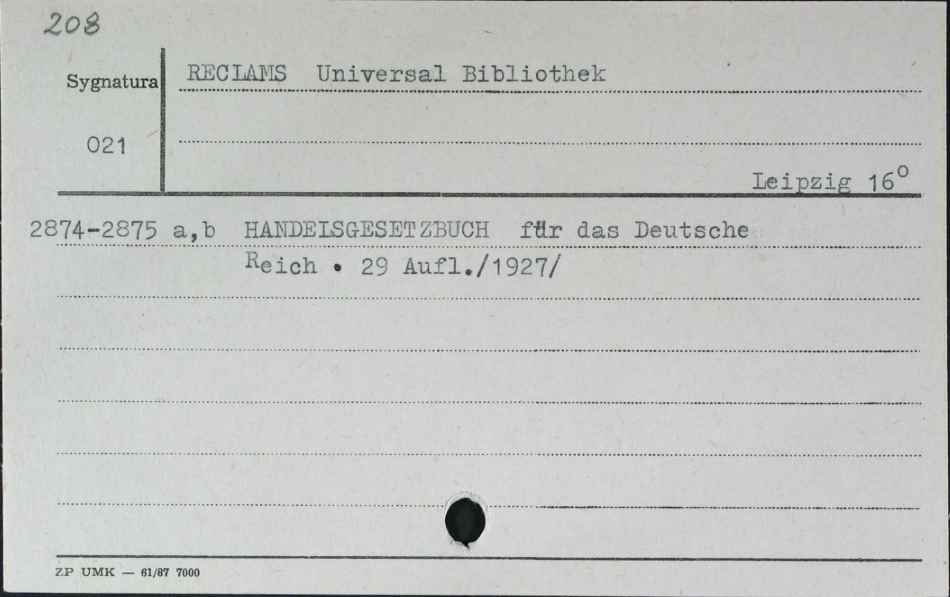 208
Sygnatura
RECLAMS Universal Bibliothek
021
Leipzig 16⁰
2874-2875 a,b HANDELSGESETZBUCH für das Deutsche
Reich . 29 Aufl./1927/
ZP UMK — 61/87 7000